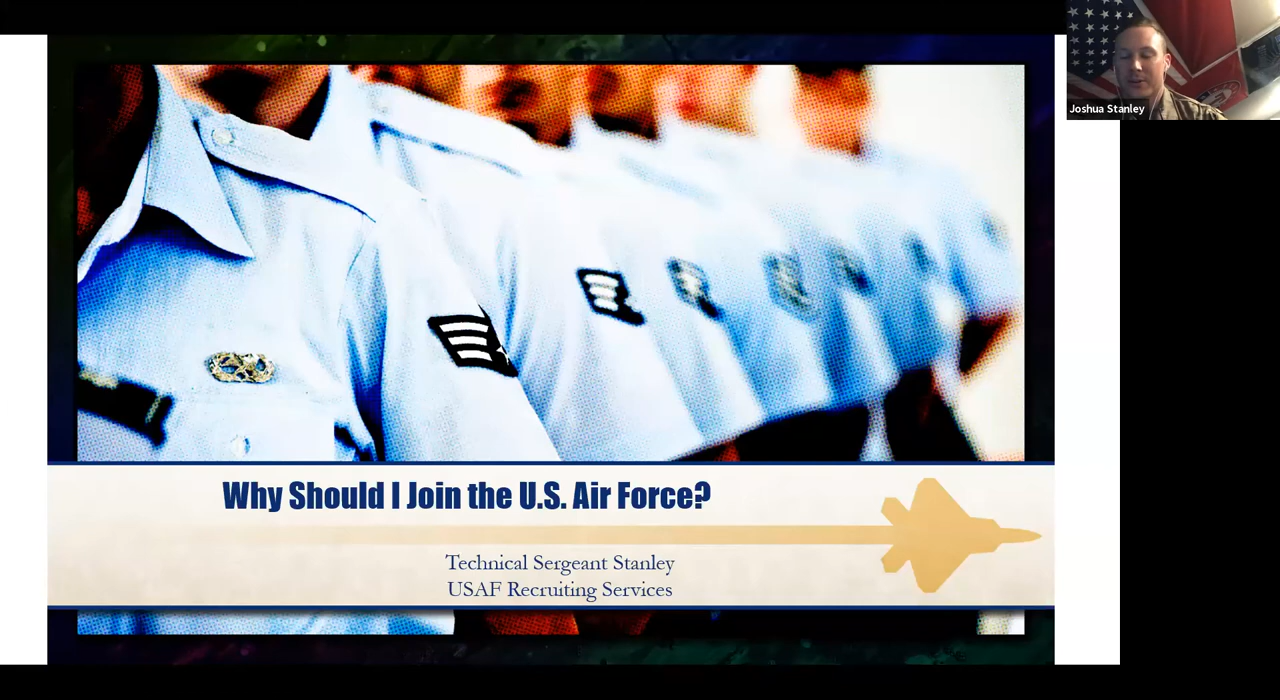 Joshua Stanley
Why Should I Join the U.S. Air Force?
Technical Sergeant Stanley
USAF Recruiting Services